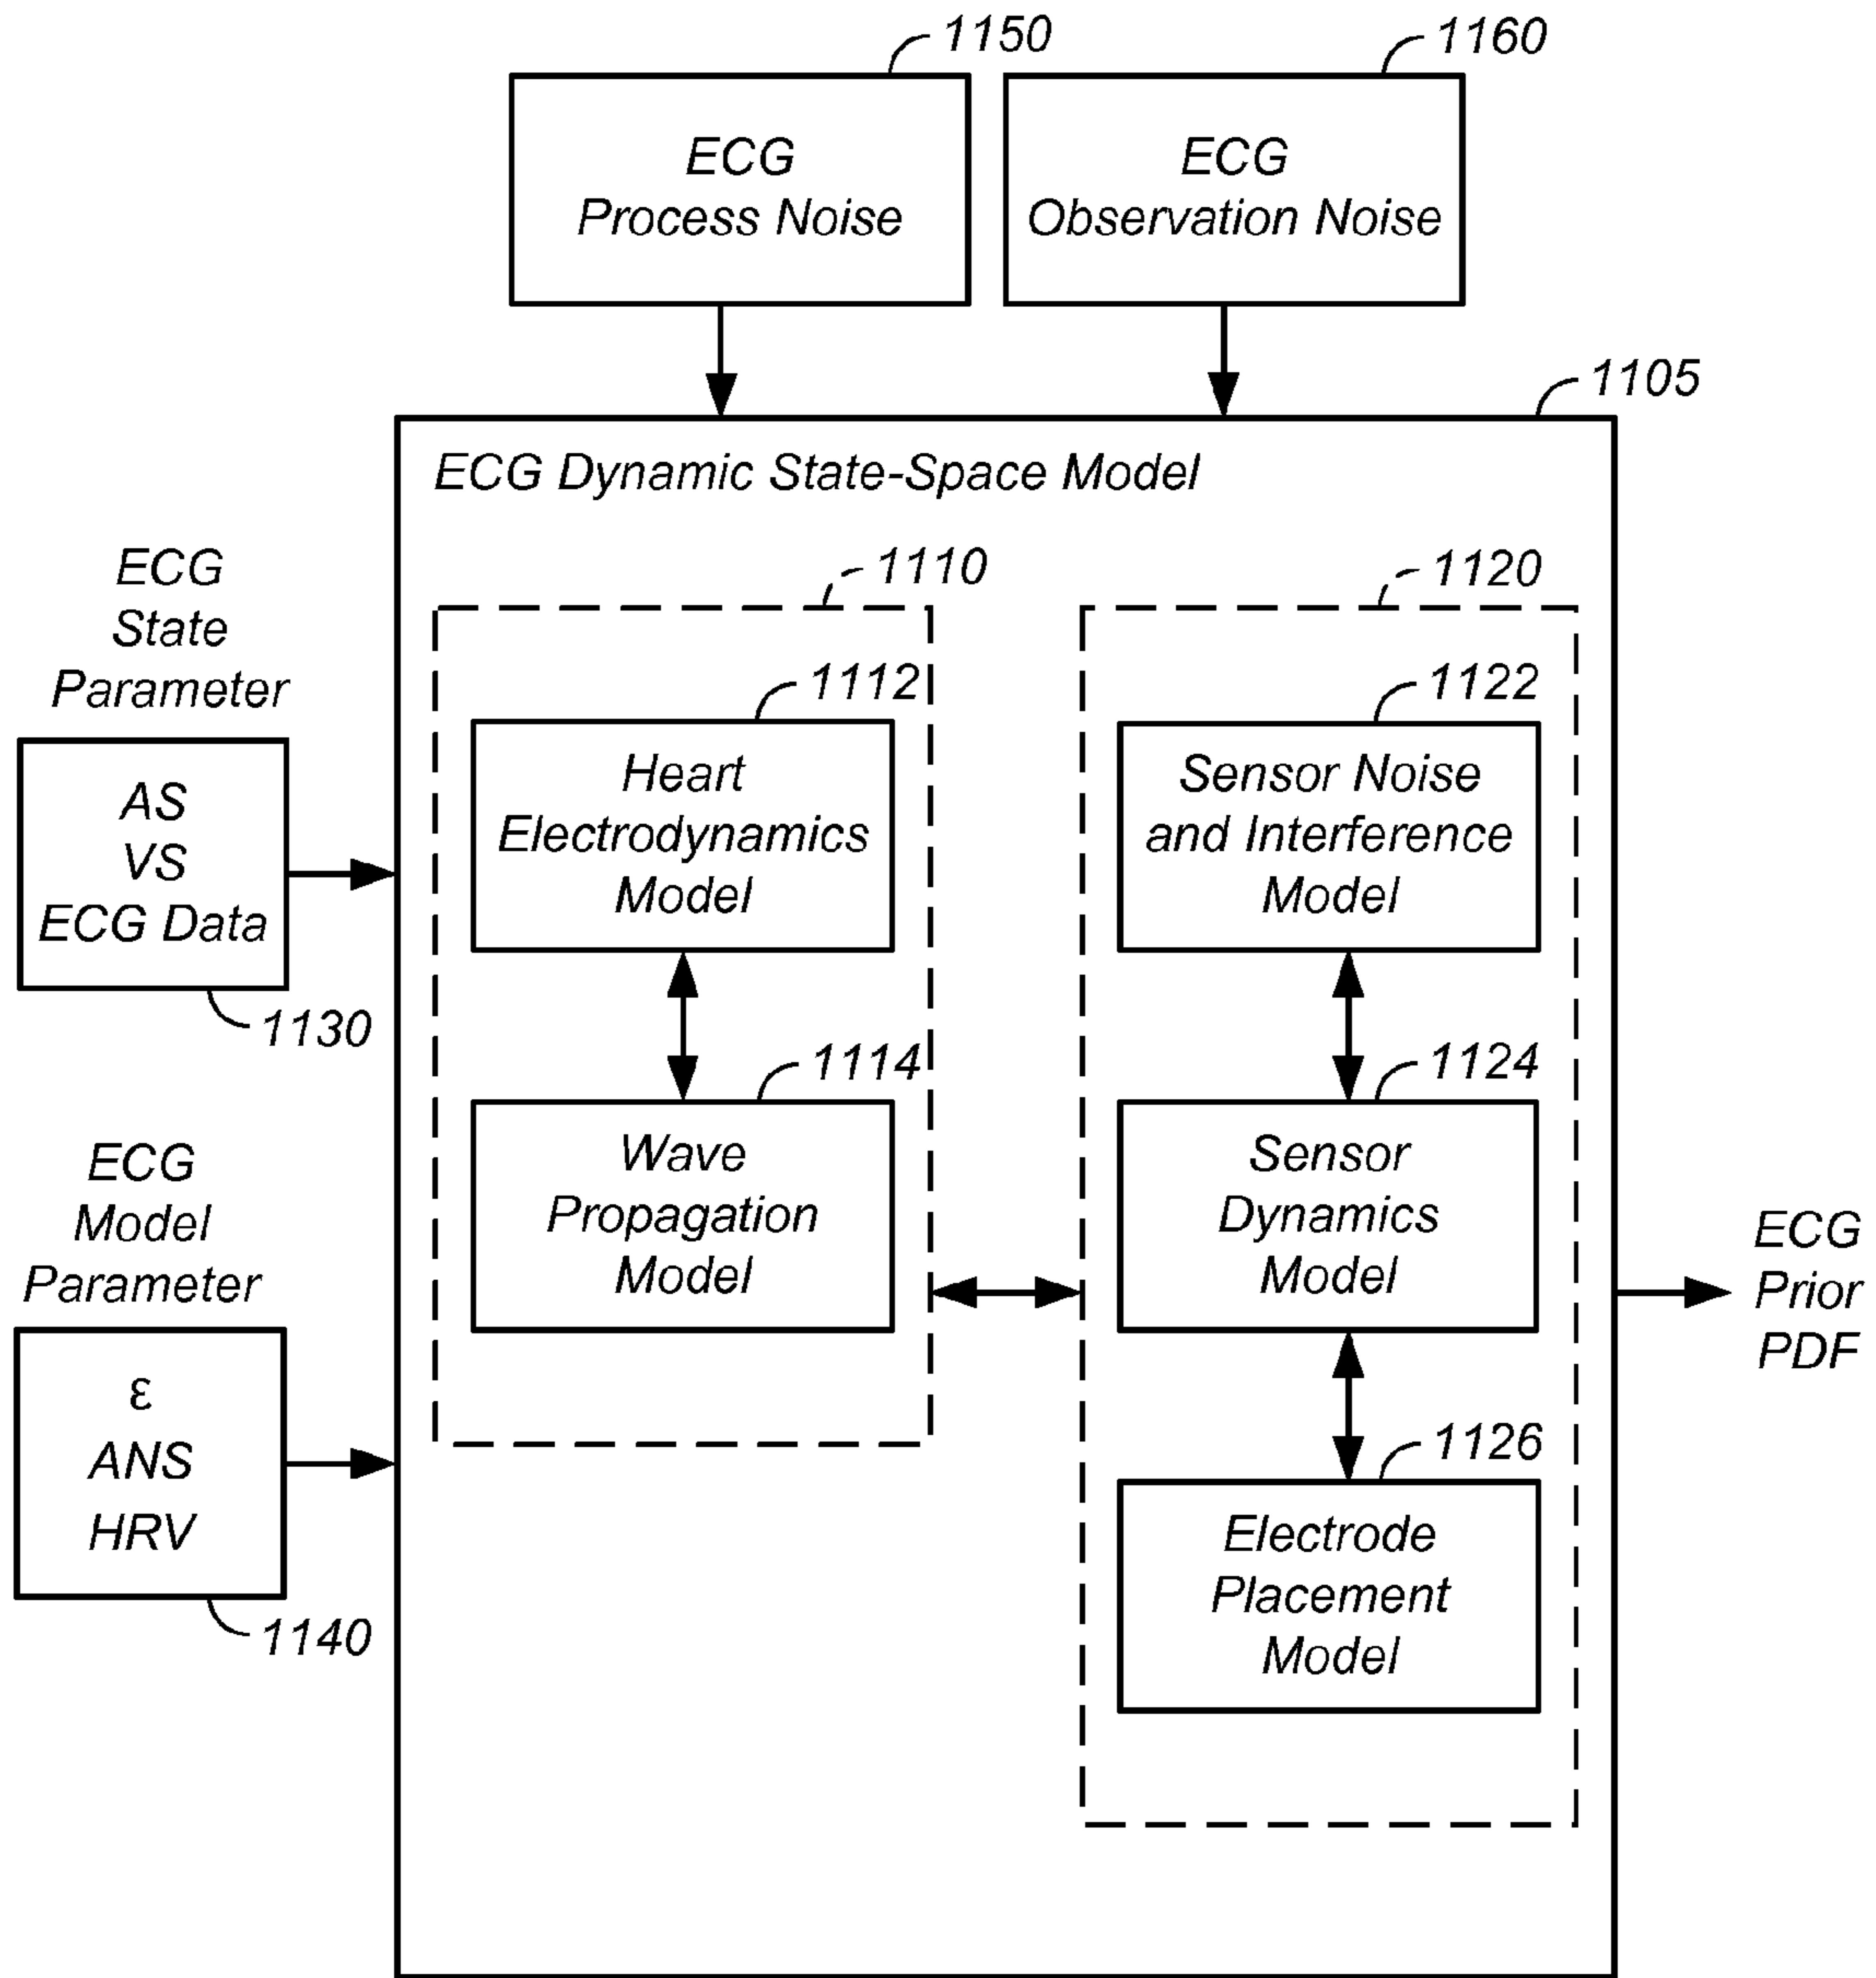 1150
1160
ECG
Process Noise
ECG
Observation Noise
1105
ECG Dynamic State-Space Model
ECG
State
Parameter
AS
VS
ECG Data
1130
ECG
Model
Parameter
ε
ANS
HRV
1140
1110
1112
Heart
Electrodynamics
Model
1114
Wave
Propagation
Model
1120
1122
Sensor Noise
and Interference
Model
1124
Sensor
Dynamics
Model
1126
Electrode
Placement
Model
ECG
Prior
PDF